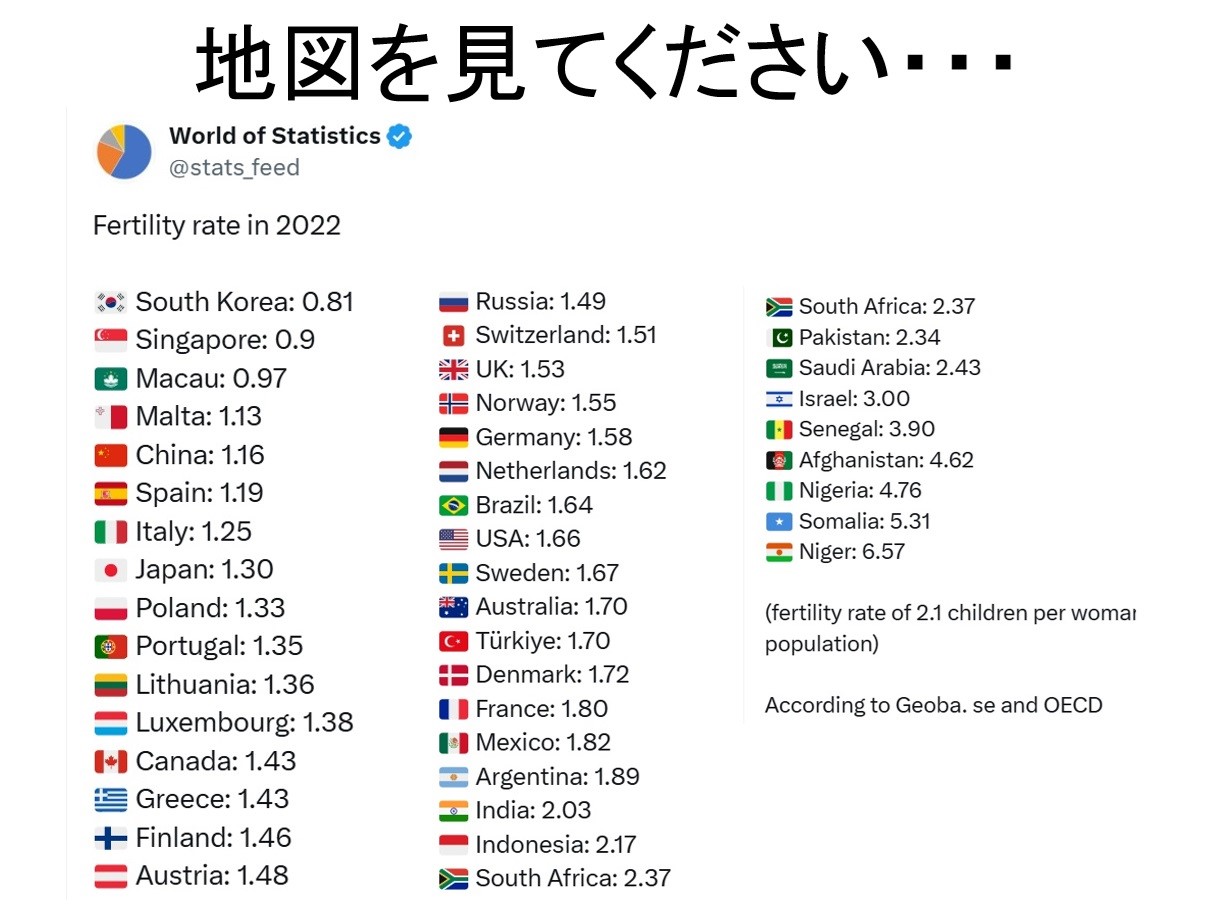 地図を見てください・・・
World of Statistics
@stats_feed
Fertility rate in 2022
South Korea: 0.81
Singapore: 0.9
Macau: 0.97
Malta: 1.13
China: 1.16
Spain: 1.19
Italy: 1.25
Japan: 1.30
Poland: 1.33
Portugal: 1.35
Lithuania: 1.36
Luxembourg: 1.38
Canada: 1.43
Greece: 1.43
Finland: 1.46
Austria: 1.48
Russia: 1.49
Switzerland: 1.51
UK: 1.53
Norway: 1.55
Germany: 1.58
Netherlands: 1.62
Brazil: 1.64
USA: 1.66
Sweden: 1.67
Australia: 1.70
Türkiye: 1.70
Denmark: 1.72
France: 1.80
Mexico: 1.82
Argentina: 1.89
India: 2.03
Indonesia: 2.17
South Africa: 2.37
South Africa: 2.37
Pakistan: 2.34
Saudi Arabia: 2.43
Israel: 3.00
Senegal: 3.90
Afghanistan: 4.62
Nigeria: 4.76
Somalia: 5.31
Niger: 6.57
(fertility rate of 2.1 children per woman
population)
According to Geoba. se and OECD